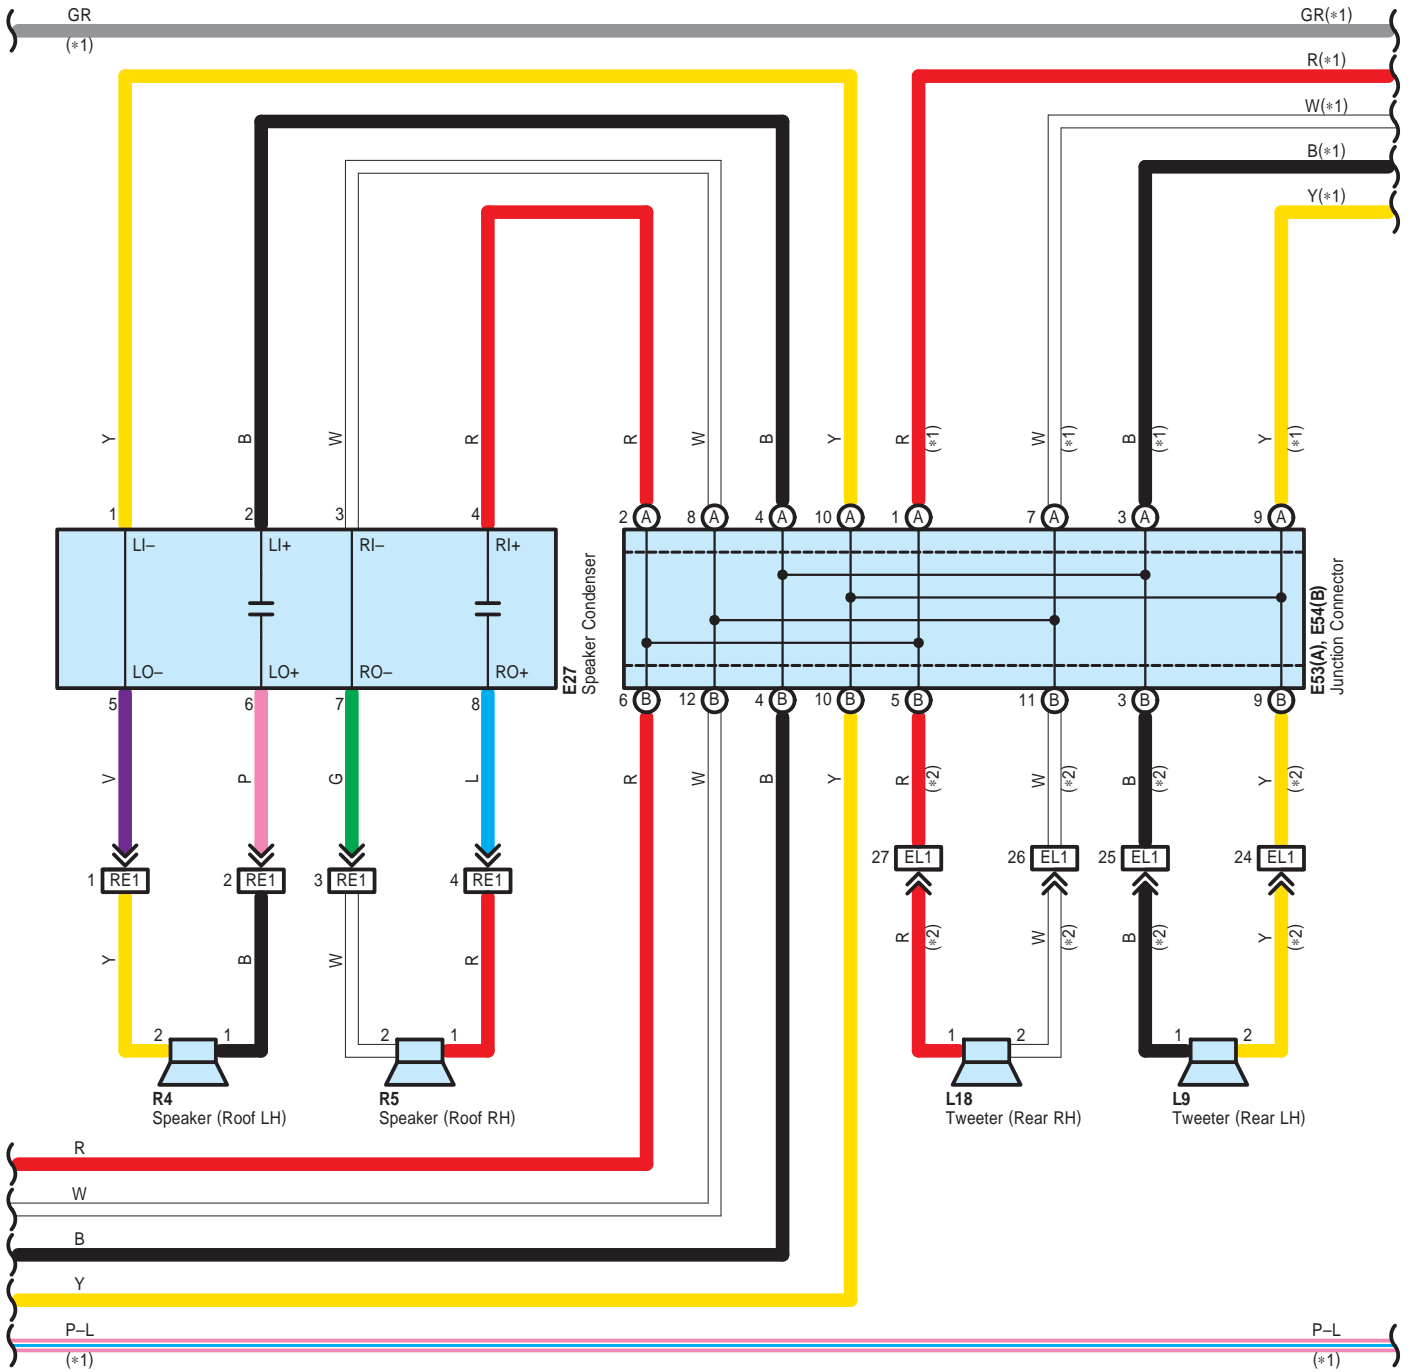 GR GR(∗1)
(∗1)
R(∗1)
W(∗1)
B(∗1)
Y(∗1)
Y B W R R W B Y R (∗1) W (∗1) B (∗1) Y (∗1)
1 2 3 4 2 A 8 A 4 A 10 A 1 A 7 A 3 A 9 A
LI– LI+ RI– RI+
LO– LO+ RO– RO+
E27
Speaker Condenser
E53(A), E54(B)
Junction Connector
5 6 7 8 6 B 12 B 4 B 10 B 5 B 11 B 3 B 9 B
V P G L R W B Y R (∗2) W (∗2) B (∗2) Y (∗2)
27 EL1 26 EL1 25 EL1 24 EL1
1 RE1 2 RE1 3 RE1 4 RE1
Y B W R R (∗2) W (∗2) B (∗2) Y (∗2)
2 1 2 1 1 2 1 2
R4 R5 L18 L9
Speaker (Roof LH) Speaker (Roof RH) Tweeter (Rear RH) Tweeter (Rear LH)
R
W
B
Y
P–L P–L
(∗1) (∗1)